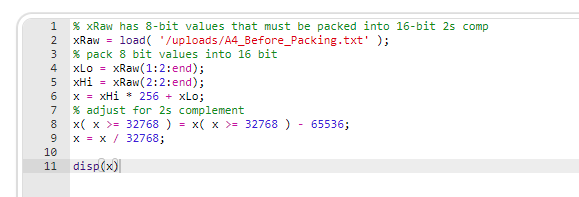 1 % xRaw has 8-bit values that must be packed into 16-bit 2s comp
2 xRaw = load( '/uploads/A4_Before_Packing.txt' );
3 % pack 8 bit values into 16 bit
4 xLo = xRaw(1:2:end);
5 xHi = xRaw(2:2:end);
6 x = xHi * 256 + xLo;
7 % adjust for 2s complement
8 x( x >= 32768 ) = x( x >= 32768 ) - 65536;
9 x = x / 32768;
10
11 disp(x)